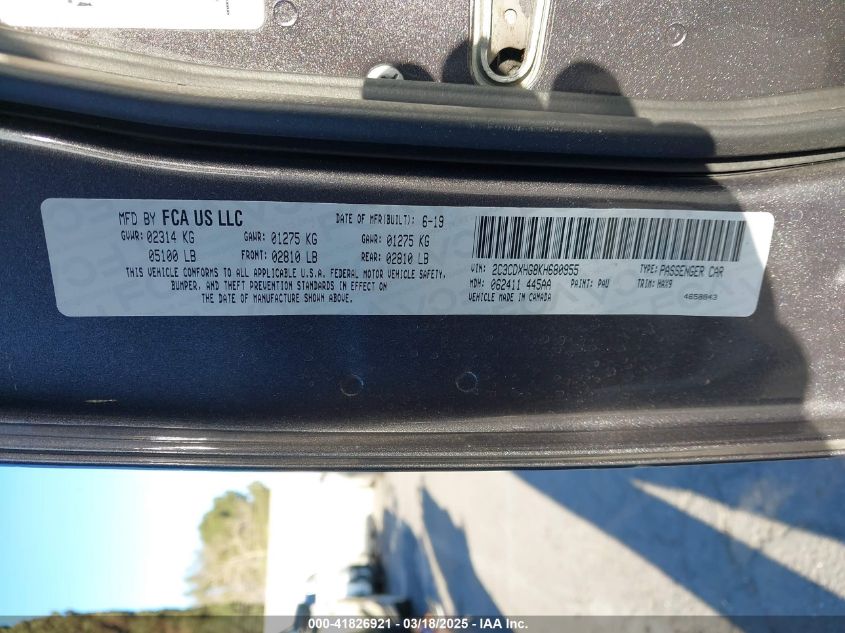 MFD BY FCA US LLC DATE OF MFR(BUILT): 6-19
GVWR: 02314 KG GAWR: 01275 KG GAWR: 01275 KG
05100 LB FRONT: 02810 LB REAR: 02810 LB
THIS VEHICLE CONFORMS TO ALL APPLICABLE U.S.A. FEDERAL MOTOR VEHICLE SAFETY,
BUMPER, AND THEFT PREVENTION STANDARDS IN EFFECT ON
THE DATE OF MANUFACTURE SHOWN ABOVE.
VIN: 2C3CDXHG8KH680955 TYPE: PASSENGER CAR
MDH: 062411 445AA PAINT: PAU TRIM: HAX9
VEHICLE MADE IN CANADA 4658843
000-41826921 - 03/18/2025 - IAA Inc.